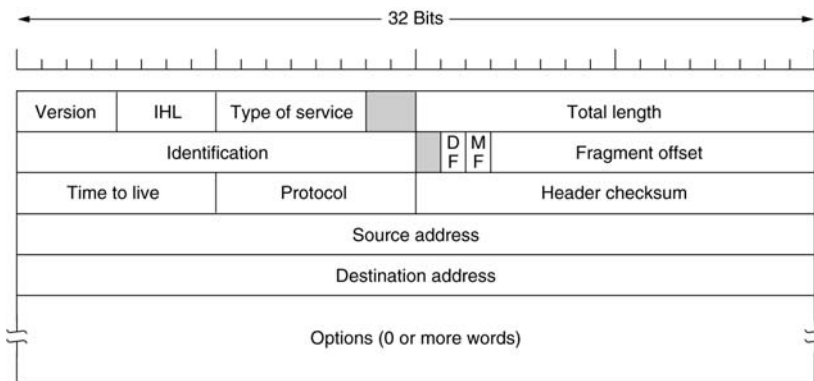 32 Bits
Version IHL Type of service Total length
Identification D F M F Fragment offset
Time to live Protocol Header checksum
Source address
Destination address
Options (0 or more words)